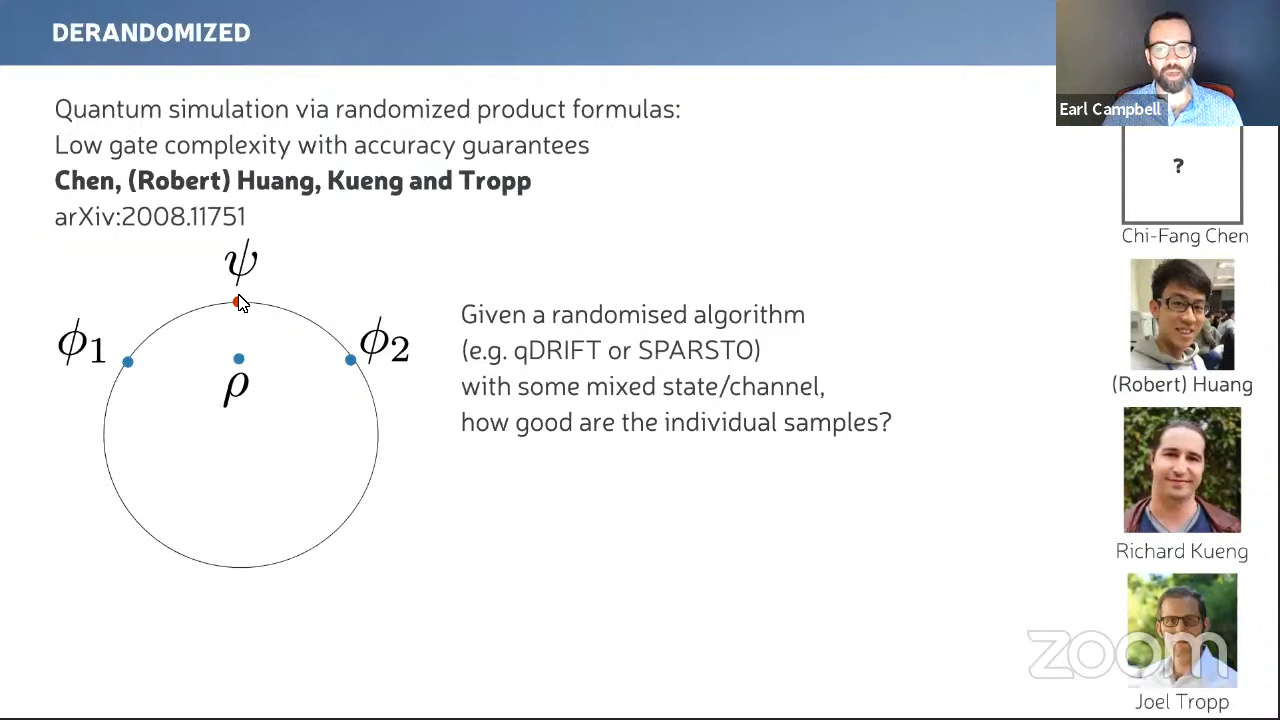 DERANDOMIZED
Quantum simulation via randomized product formulas:
Low gate complexity with accuracy guarantees
Chen, (Robert) Huang, Kueng and Tropp
arXiv:2008.11751
ψ
ϕ₁
ϕ₂
ρ
Given a randomised algorithm
(e.g. qDRIFT or SPARSTO)
with some mixed state/channel,
how good are the individual samples?
Earl Campbell
?
Chi-Fang Chen
(Robert) Huang
Richard Kueng
zoom
Joel Tropp